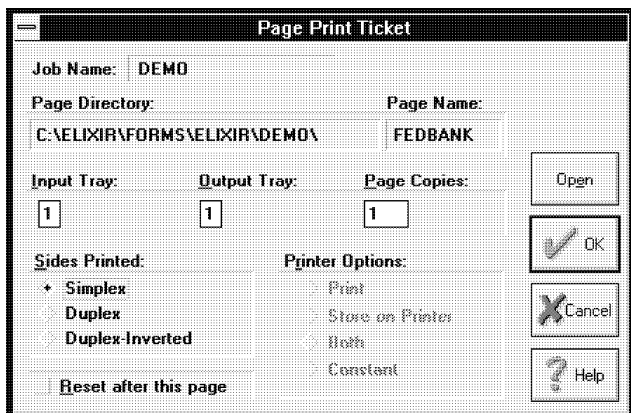 Page Print Ticket
Job Name: DEMO
Page Directory: Page Name:
C:\ELIXIR\FORMS\ELIXIR\DEMO\ FEDBANK
Input Tray: Output Tray: Page Copies: Open
1 1 1
OK
Sides Printed: Printer Options:
Simplex Print
Duplex Store on Printer Cancel
Duplex-Inverted Both
Constant
Reset after this page Help